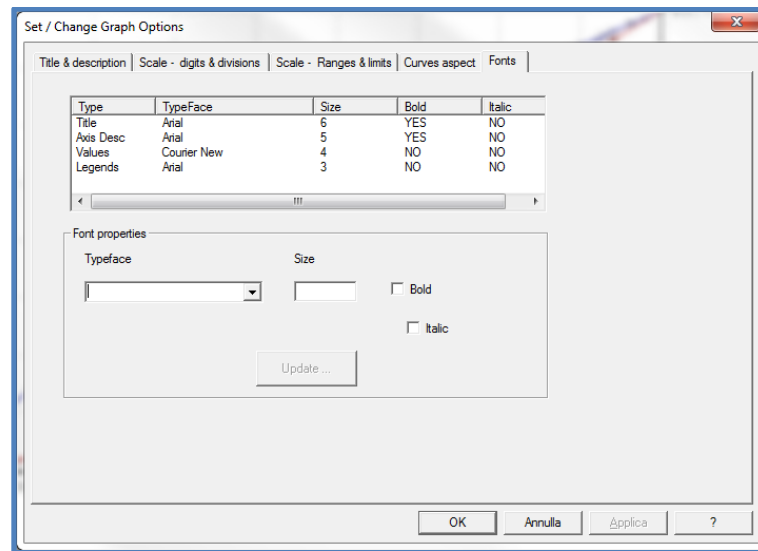 Set / Change Graph Options
Title & description Scale - digits & divisions Scale - Ranges & limits Curves aspect Fonts
Type TypeFace Size Bold Italic
Title Arial 6 YES NO
Axis Desc Arial 5 YES NO
Values Courier New 4 NO NO
Legends Arial 3 NO NO
Font properties
Typeface Size
Bold
Italic
Update ...
OK Annulla Applica ?